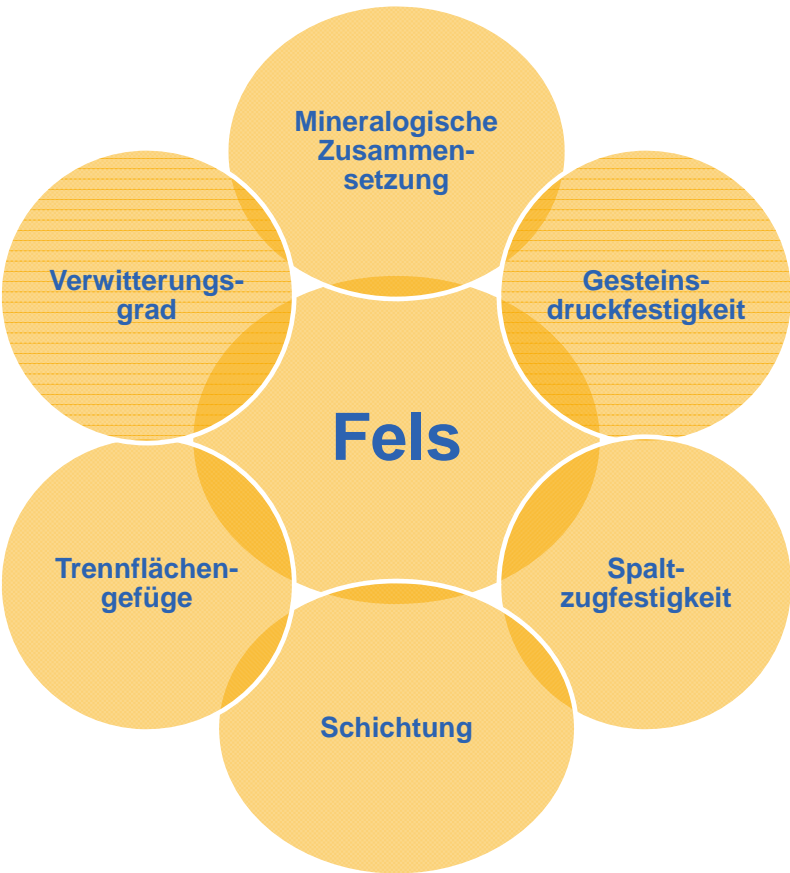 Mineralogische
Zusammen-
setzung
Verwitterungs-
grad
Gesteins-
druckfestigkeit
Fels
Trennflächen-
gefüge
Spalt-
zugfestigkeit
Schichtung